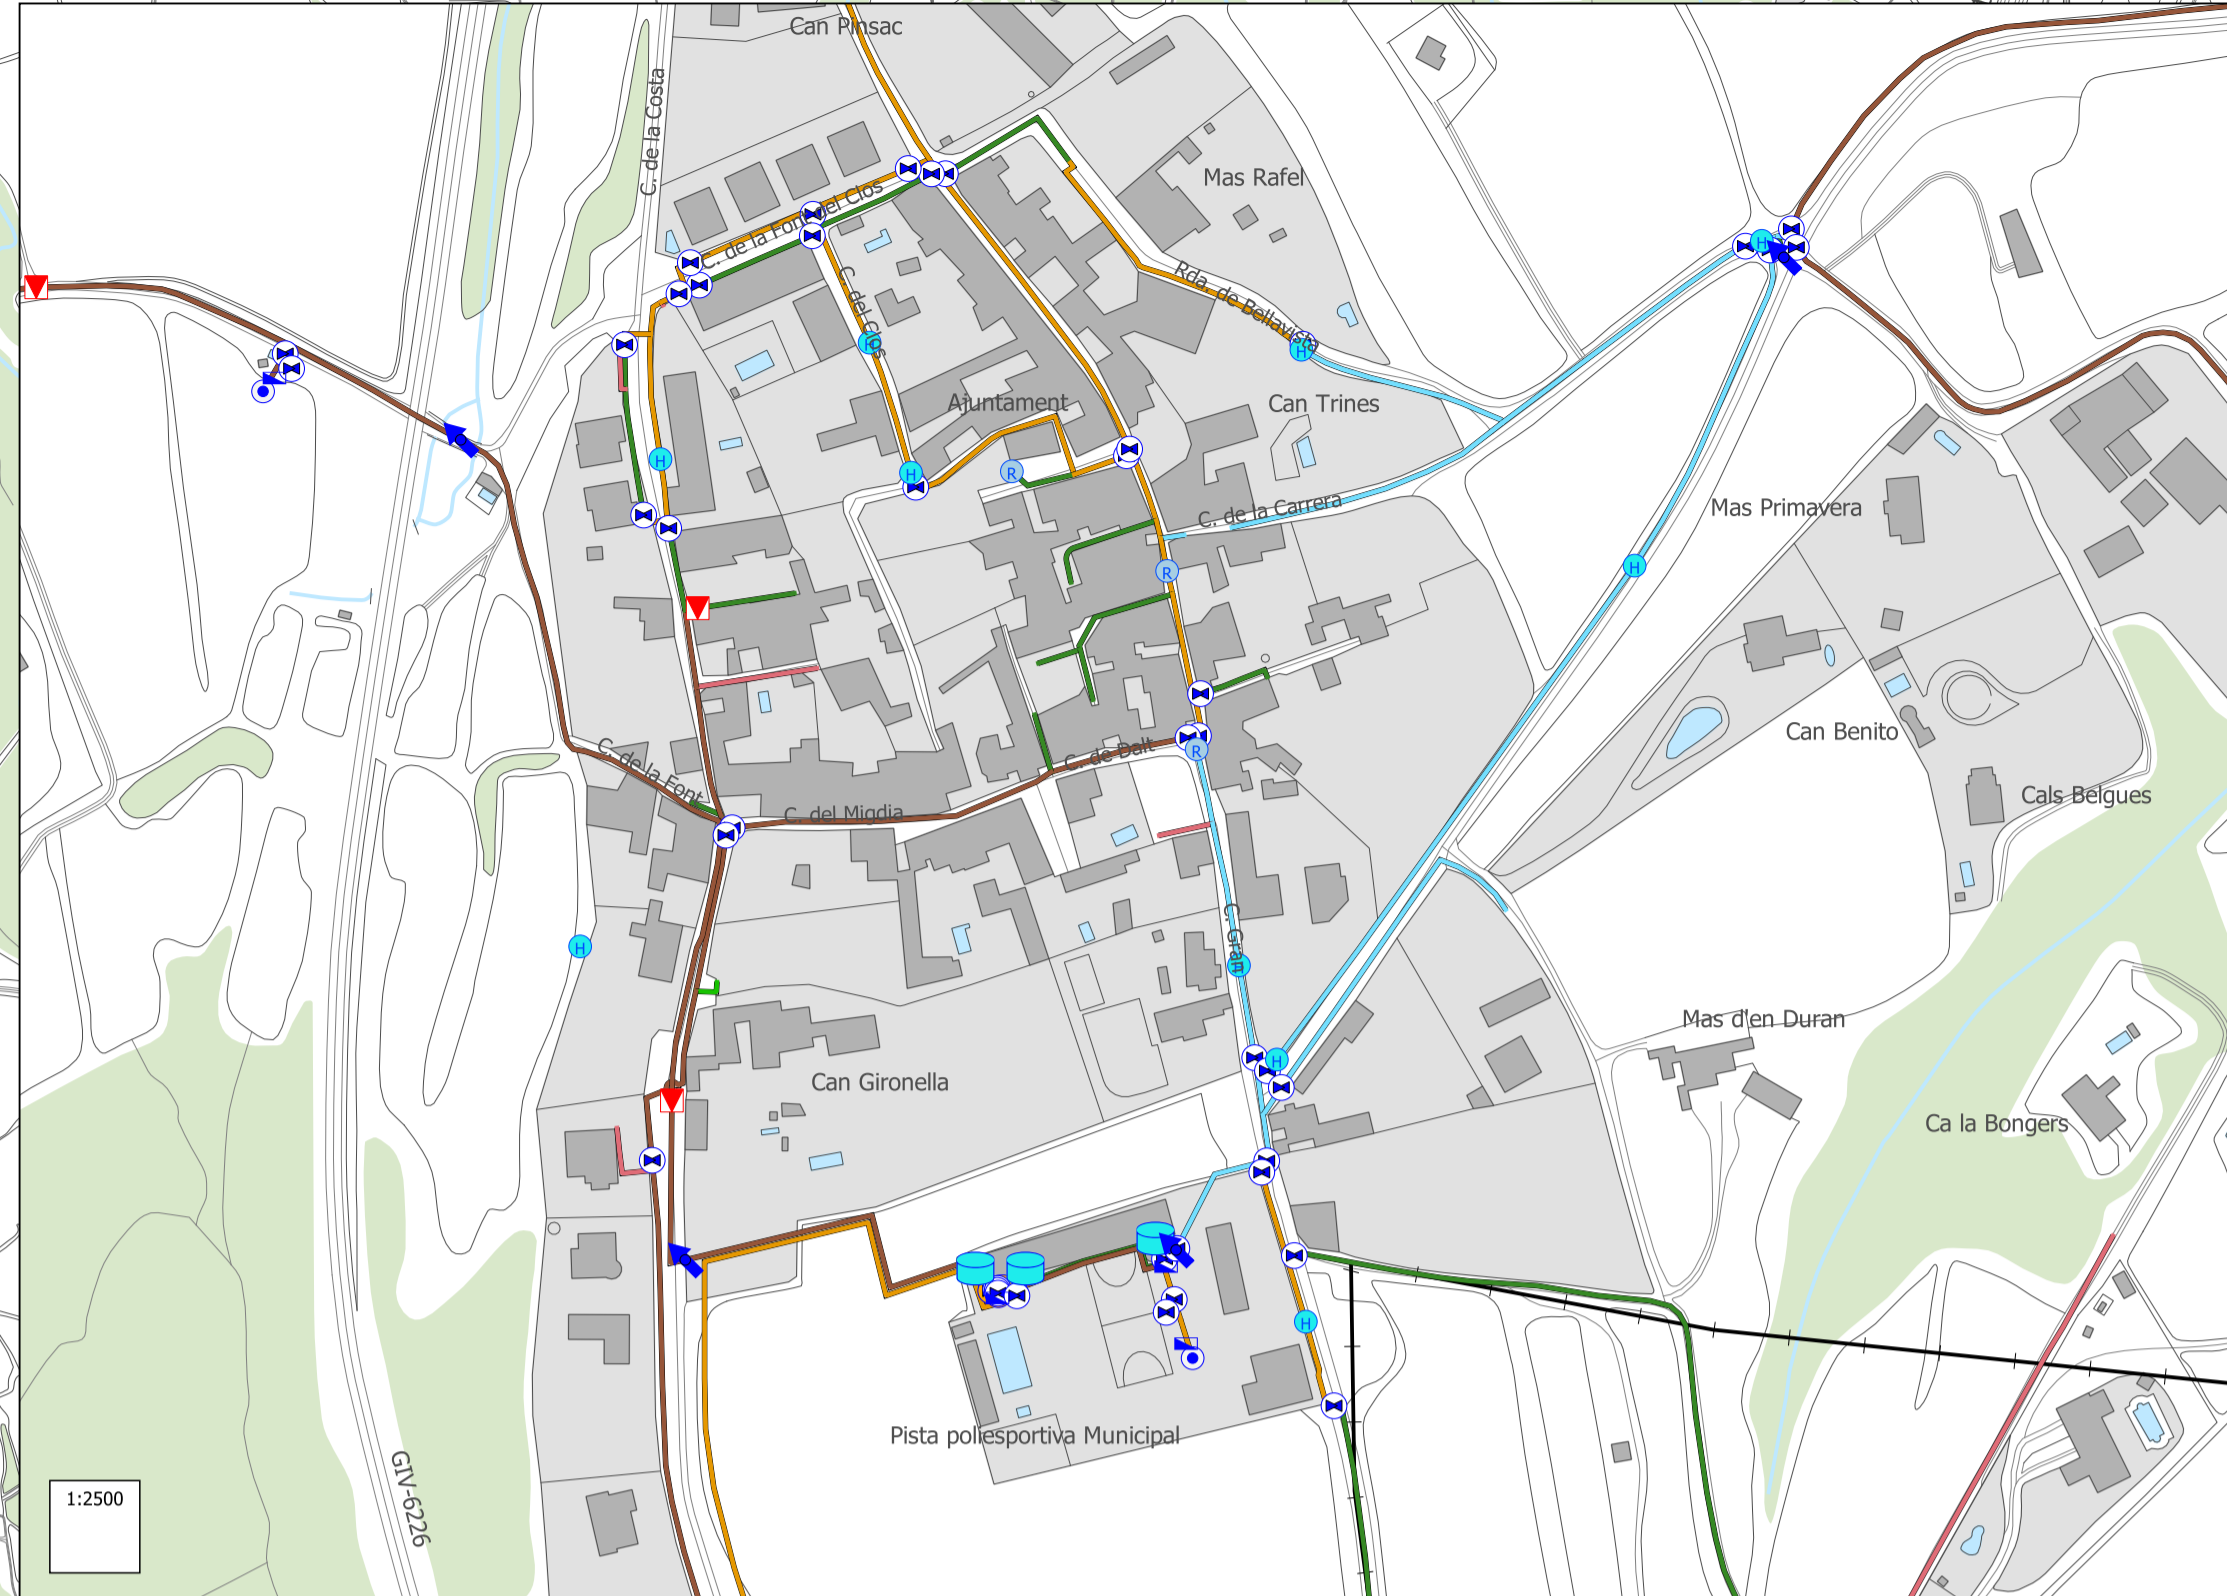 Can Pinsac
C. de la Costa
Mas Rafel
C. de la Font del Clos
Rda. de Bellavista
C. del Clos
H
H
H
Ajuntament
Can Trines
H
H
R
C. de la Carrera
Mas Primavera
R
H
C. de la Font
C. de Dalt
R
Can Benito
C. del Migdia
Cals Belgues
C. Gran
H
H
Mas d'en Duran
H
Can Gironella
Ca la Bongers
H
Pista poliesportiva Municipal
GIV-6226
1:2500